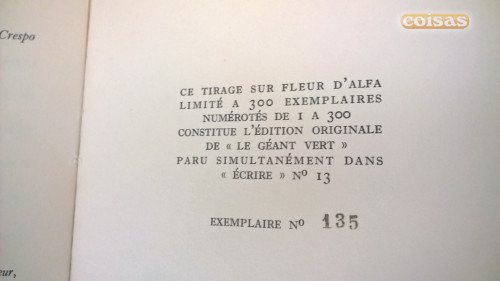 Crespo
coisas
CE TIRAGE SUR FLEUR D'ALFA
LIMITÉ A 300 EXEMPLAIRES
NUMÉROTÉS DE 1 A 300
CONSTITUE L'ÉDITION ORIGINALE
DE « LE GÉANT VERT »
PARU SIMULTANÉMENT DANS
« ÉCRIRE » Nº 13
EXEMPLAIRE Nº 135
eur,